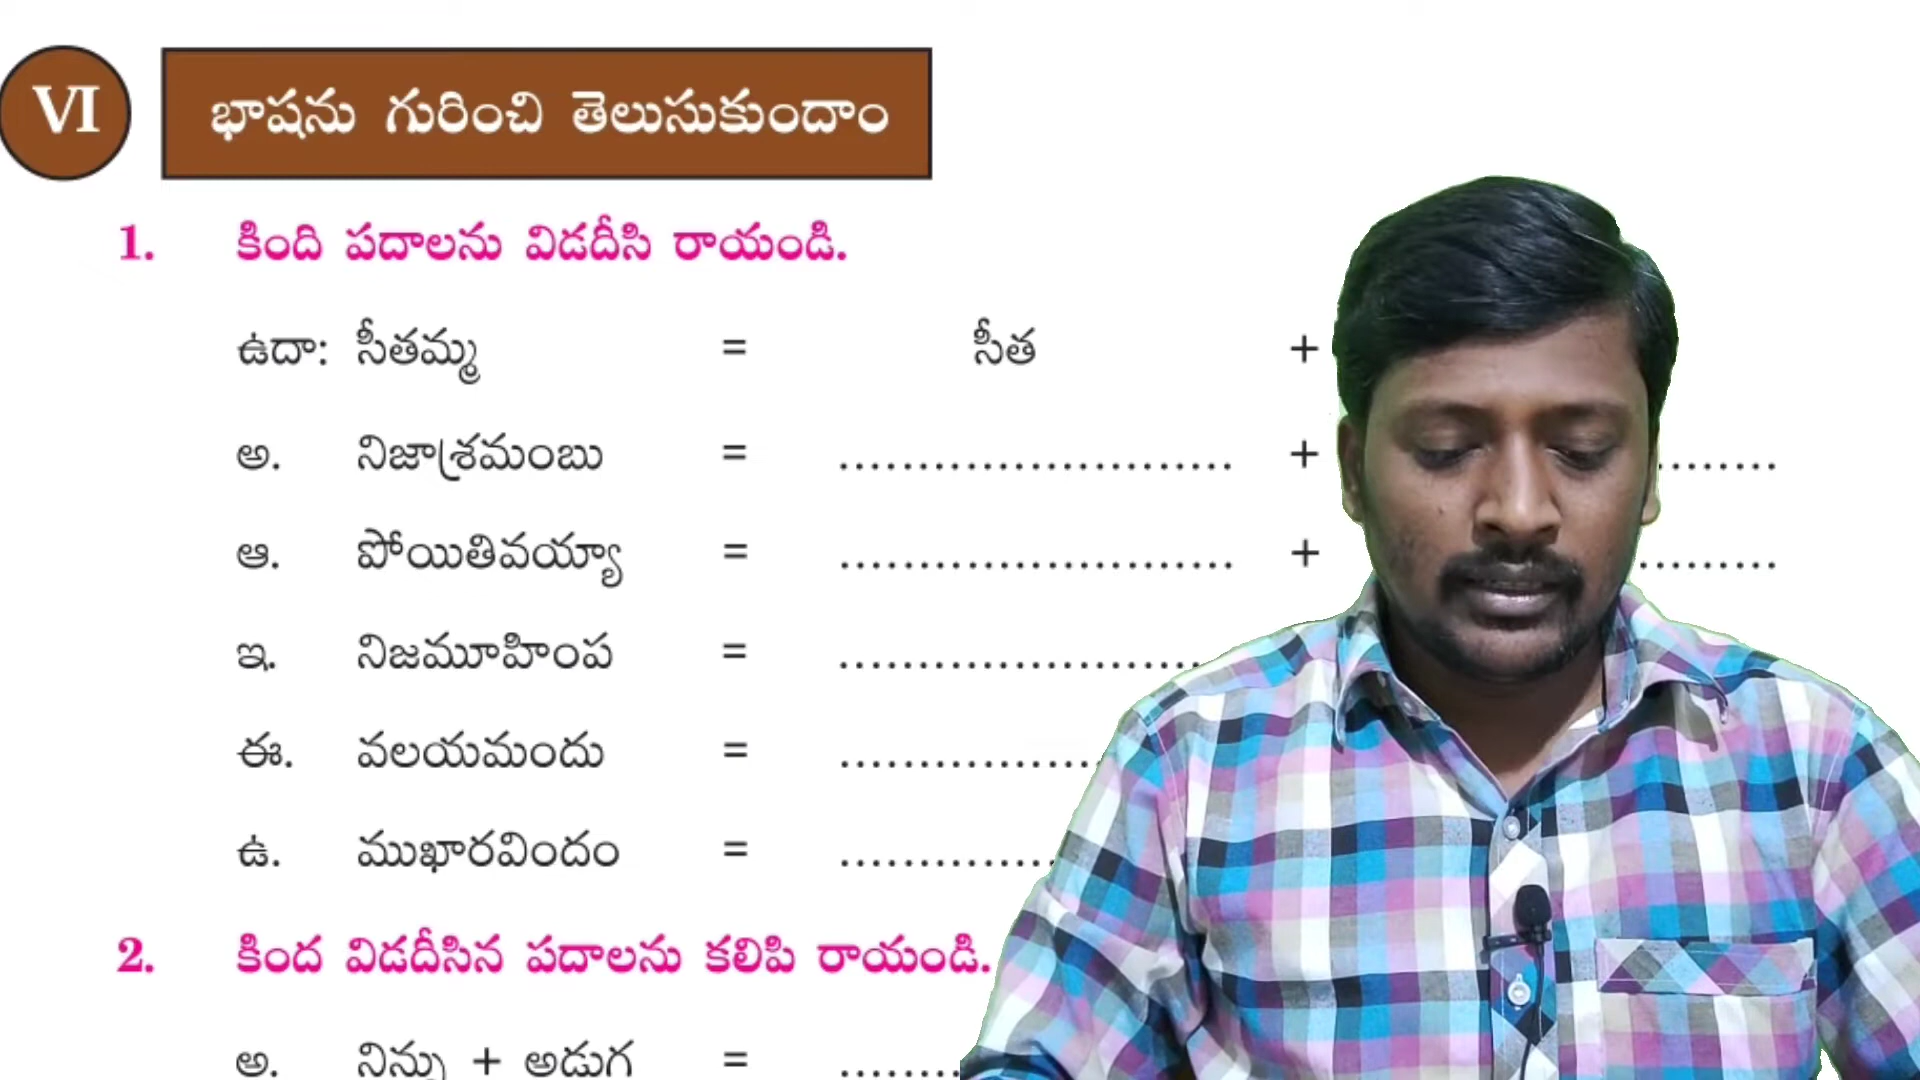 VI భాషను గురించి తెలుసుకుందాం
1. కింది పదాలను విడదీసి రాయండి.
ఉదా: సీతమ్మ = సీత +
అ. నిజాశ్రమంబు = ......................... + ........
ఆ. పోయితివయ్యా = ......................... + .........
ఇ. నిజమూహింప = .......................
ఈ. వలయమందు = .................
ఉ. ముఖారవిందం = ..............
2. కింద విడదీసిన పదాలను కలిపి రాయండి.
అ. నిన్ను + అడుగ = ........